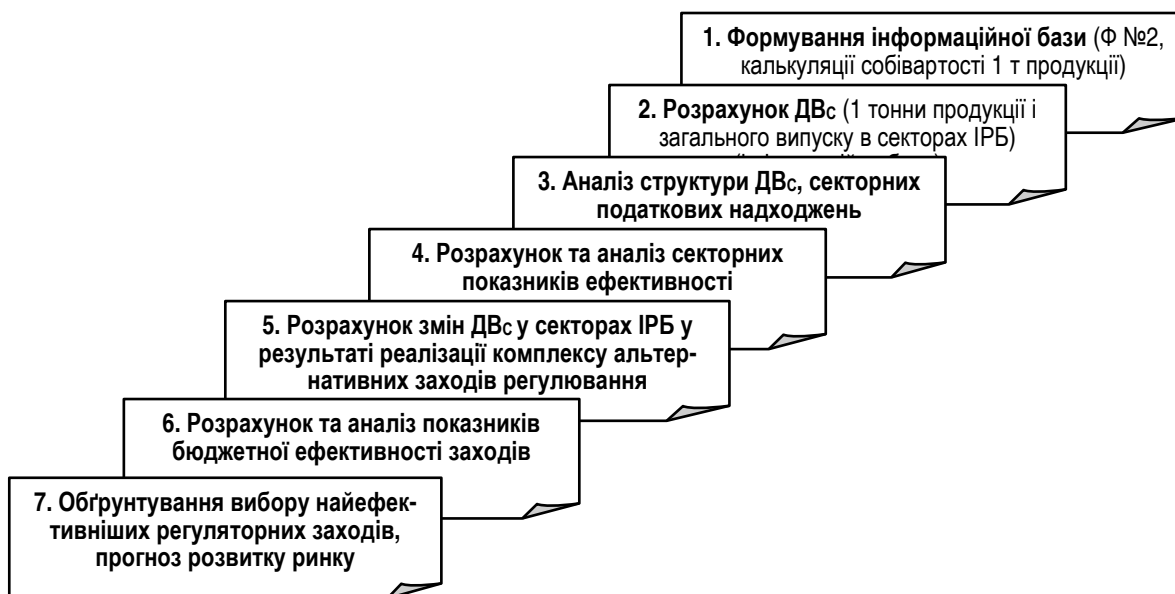 1. Формування інформаційної бази (Ф №2,
калькуляції собівартості 1 т продукції)
2. Розрахунок ДВс (1 тонни продукції і
загального випуску в секторах ІРБ)
3. Аналіз структури ДВс, секторних
податкових надходжень
4. Розрахунок та аналіз секторних
показників ефективності
5. Розрахунок змін ДВс у секторах ІРБ у
результаті реалізації комплексу альтер-
нативних заходів регулювання
6. Розрахунок та аналіз показників
бюджетної ефективності заходів
7. Обґрунтування вибору найефек-
тивніших регуляторних заходів,
прогноз розвитку ринку